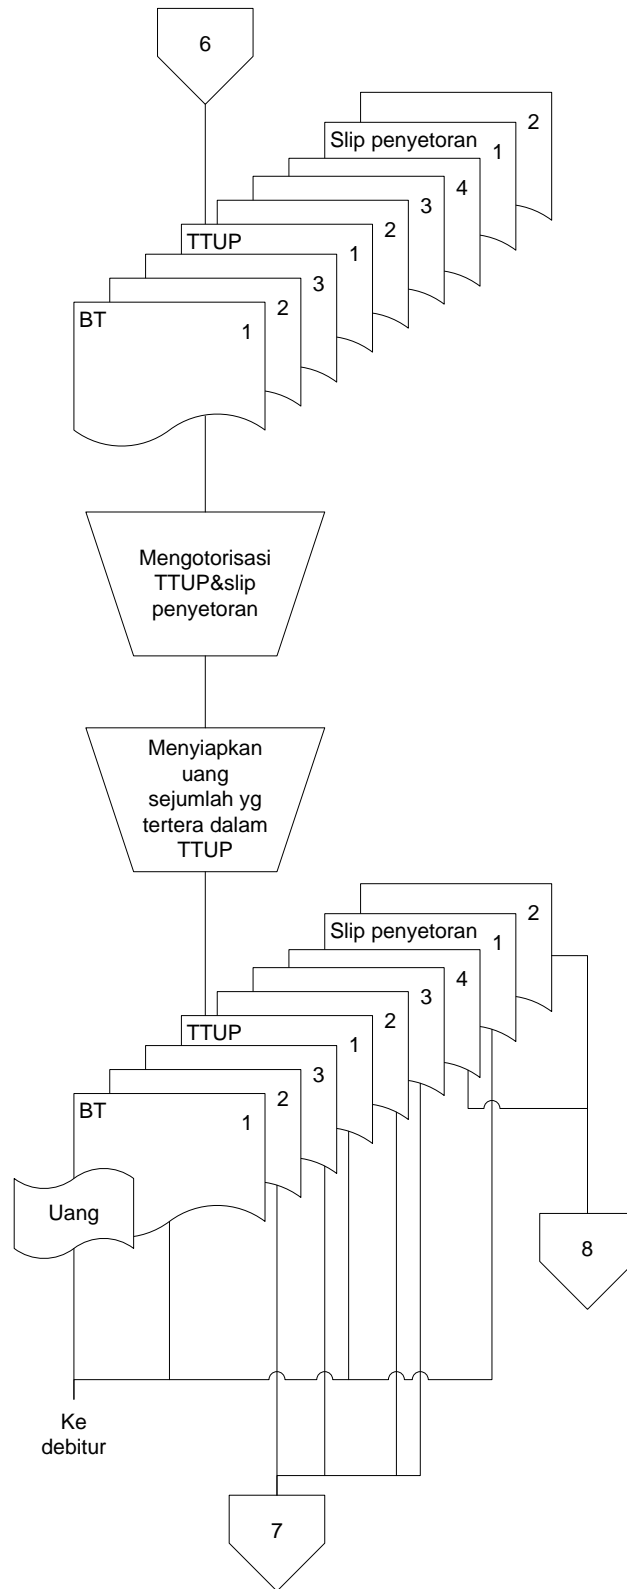 6
2
Slip penyetoran
1
4
3
2
TTUP
1
3
2
BT
1
Mengotorisasi
TTUP&slip
penyetoran
Menyiapkan
uang
sejumlah yg
tertera dalam
TTUP
2
Slip penyetoran
1
4
3
2
TTUP
1
3
2
BT
1
Uang
8
Ke
debitur
7